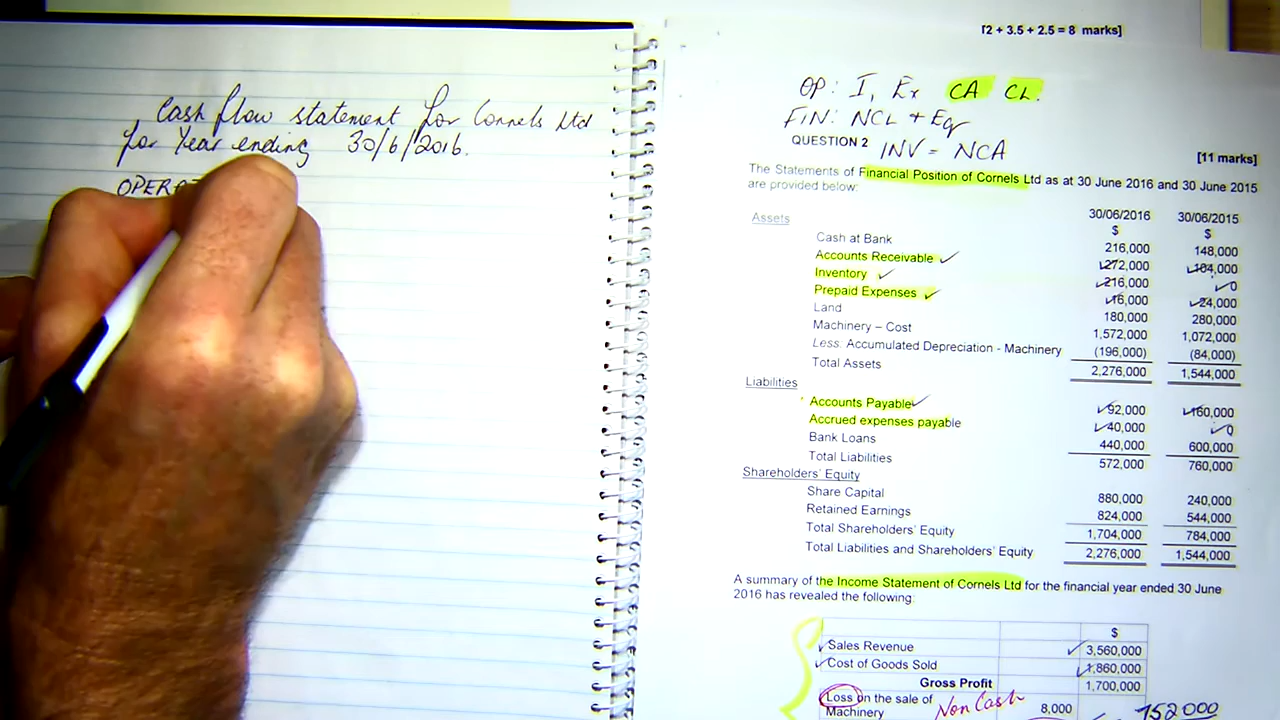 Cash flow statement for Connels Ltd
for Year ending 30/6/2016.
OPERAT
[2 + 3.5 + 2.5 = 8 marks]
OP: I, Ex CA CL.
FIN: NCL + Eq
QUESTION 2 INV = NCA [11 marks]
The Statements of Financial Position of Cornels Ltd as at 30 June 2016 and 30 June 2015
are provided below:
Assets 30/06/2016 30/06/2015
$ $
Cash at Bank 216,000 148,000
Accounts Receivable ✓ 272,000 184,000
Inventory ✓ 216,000 0
Prepaid Expenses ✓ 16,000 24,000
Land 180,000 280,000
Machinery – Cost 1,572,000 1,072,000
Less: Accumulated Depreciation - Machinery (196,000) (84,000)
Total Assets 2,276,000 1,544,000
Liabilities
Accounts Payable ✓ 92,000 160,000
Accrued expenses payable 40,000 0
Bank Loans 440,000 600,000
Total Liabilities 572,000 760,000
Shareholders' Equity
Share Capital 880,000 240,000
Retained Earnings 824,000 544,000
Total Shareholders' Equity 1,704,000 784,000
Total Liabilities and Shareholders' Equity 2,276,000 1,544,000
A summary of the Income Statement of Cornels Ltd for the financial year ended 30 June
2016 has revealed the following:
$
Sales Revenue 3,560,000
Cost of Goods Sold 1,860,000
Gross Profit 1,700,000
Loss on the sale of Non Cash
Machinery 8,000 752000